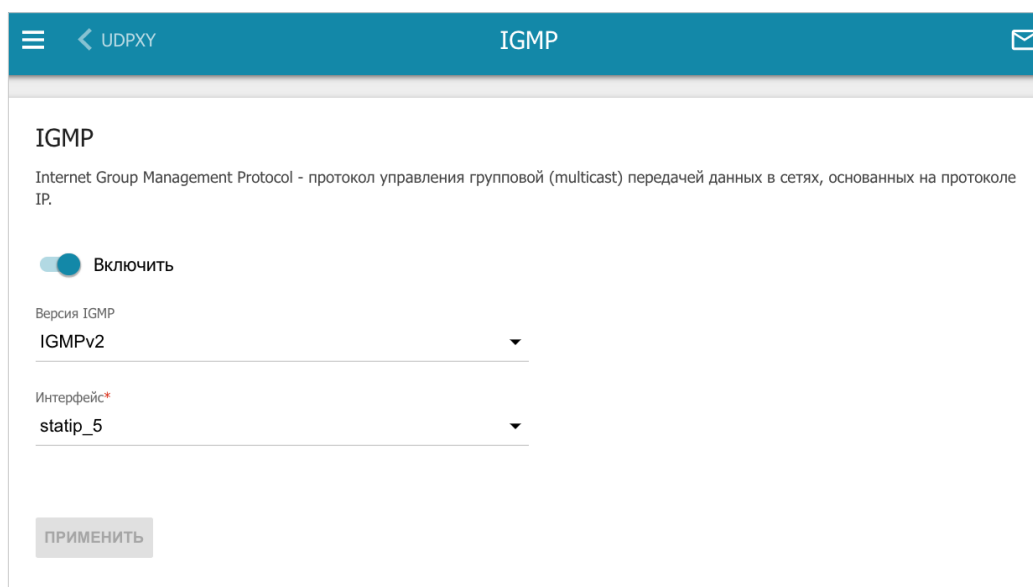 UDPXY
IGMP
IGMP
Internet Group Management Protocol - протокол управления групповой (multicast) передачей данных в сетях, основанных на протоколе
IP.
Включить
Версия IGMP
IGMPv2
Интерфейс*
statip_5
ПРИМЕНИТЬ